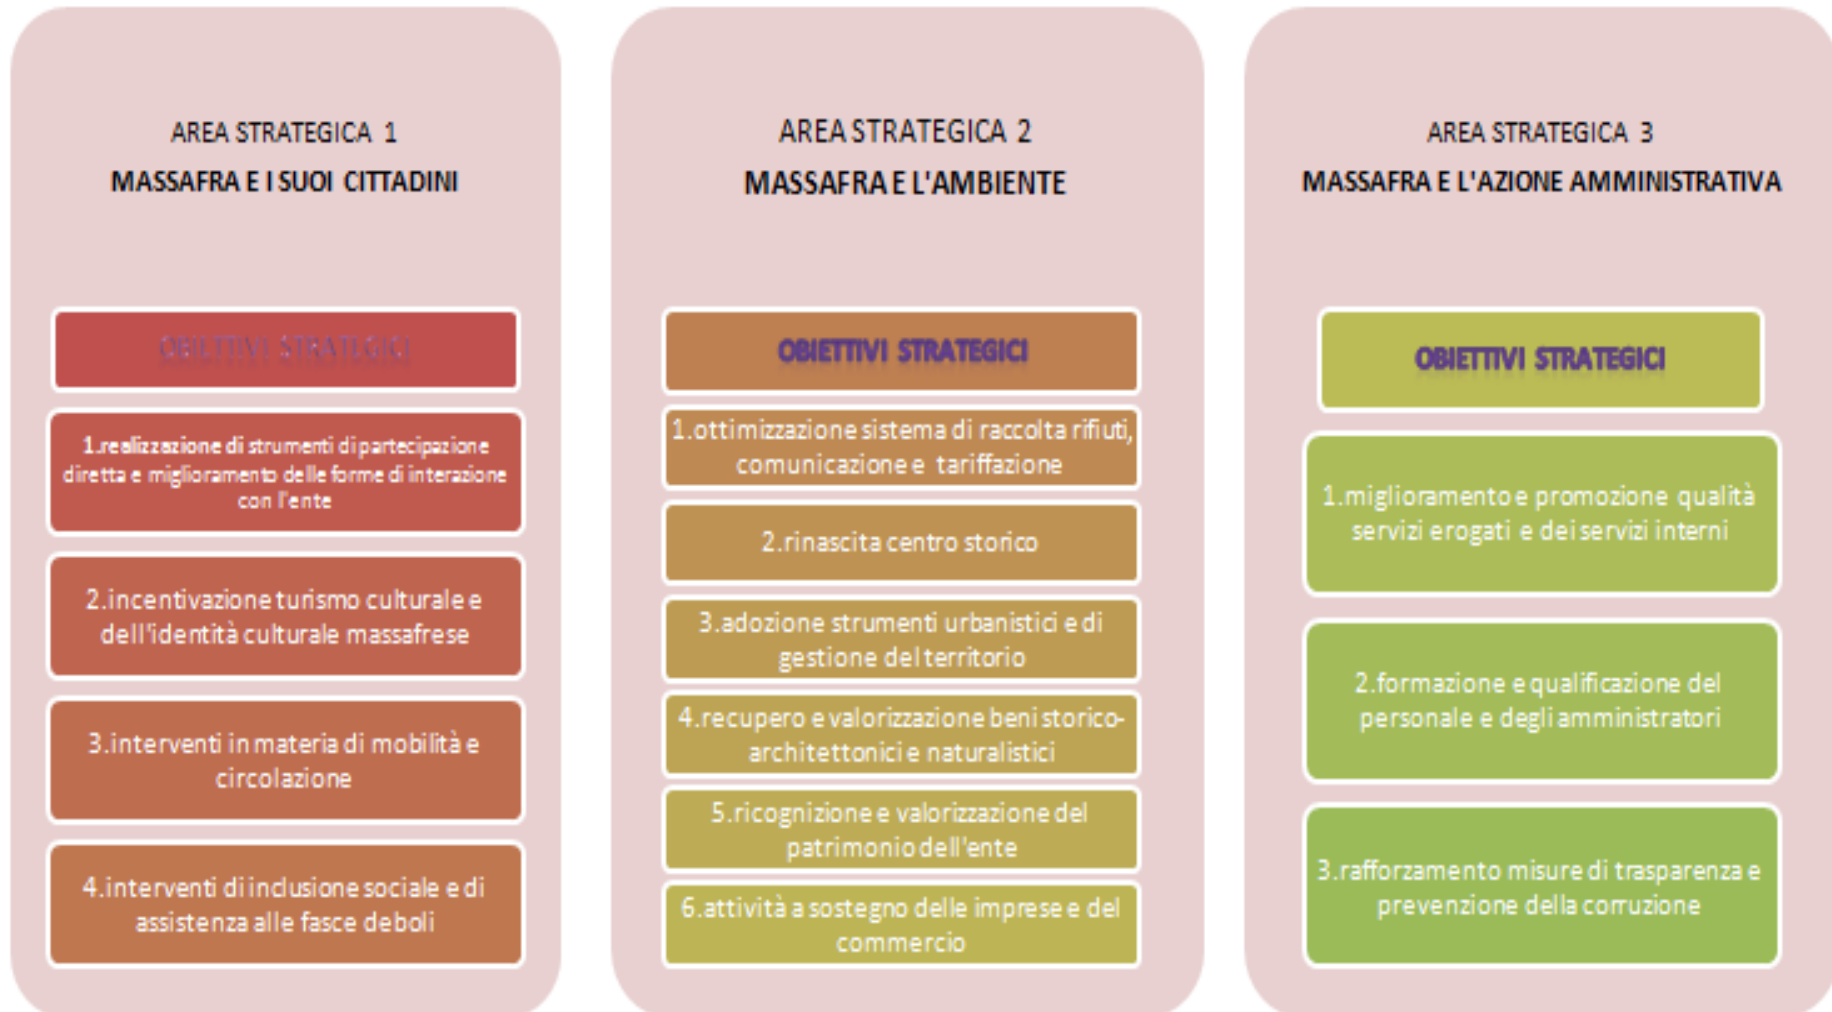 AREA STRATEGICA 1
MASSAFRA E I SUOI CITTADINI
OBIETTIVI STRATEGICI
1.realizzazione di strumenti di partecipazione
diretta e miglioramento delle forme di interazione
con l'ente
2.incentivazione turismo culturale e
dell'identità culturale massafrese
3.interventi in materia di mobilità e
circolazione
4.interventi di inclusione sociale e di
assistenza alle fasce deboli
AREA STRATEGICA 2
MASSAFRA E L'AMBIENTE
OBIETTIVI STRATEGICI
1.ottimizzazione sistema di raccolta rifiuti,
comunicazione e tariffazione
2.rinascita centro storico
3.adozione strumenti urbanistici e di
gestione del territorio
4.recupero e valorizzazione beni storico-
architettonici e naturalistici
5.ricognizione e valorizzazione del
patrimonio dell'ente
6.attività a sostegno delle imprese e del
commercio
AREA STRATEGICA 3
MASSAFRA E L'AZIONE AMMINISTRATIVA
OBIETTIVI STRATEGICI
1.miglioramento e promozione qualità
servizi erogati e dei servizi interni
2.formazione e qualificazione del
personale e degli amministratori
3.rafforzamento misure di trasparenza e
prevenzione della corruzione